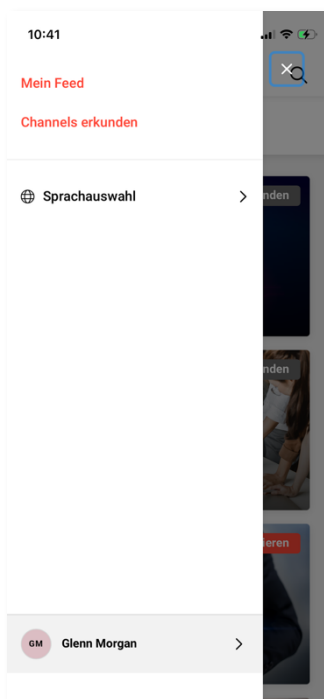 10:41
Mein Feed
Channels erkunden
Sprachauswahl
GM
Glenn Morgan